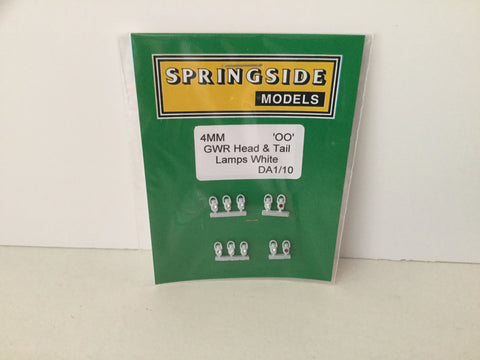 SPRINGSIDE
MODELS
4MM 'OO'
GWR Head & Tail
Lamps White
DA1/10